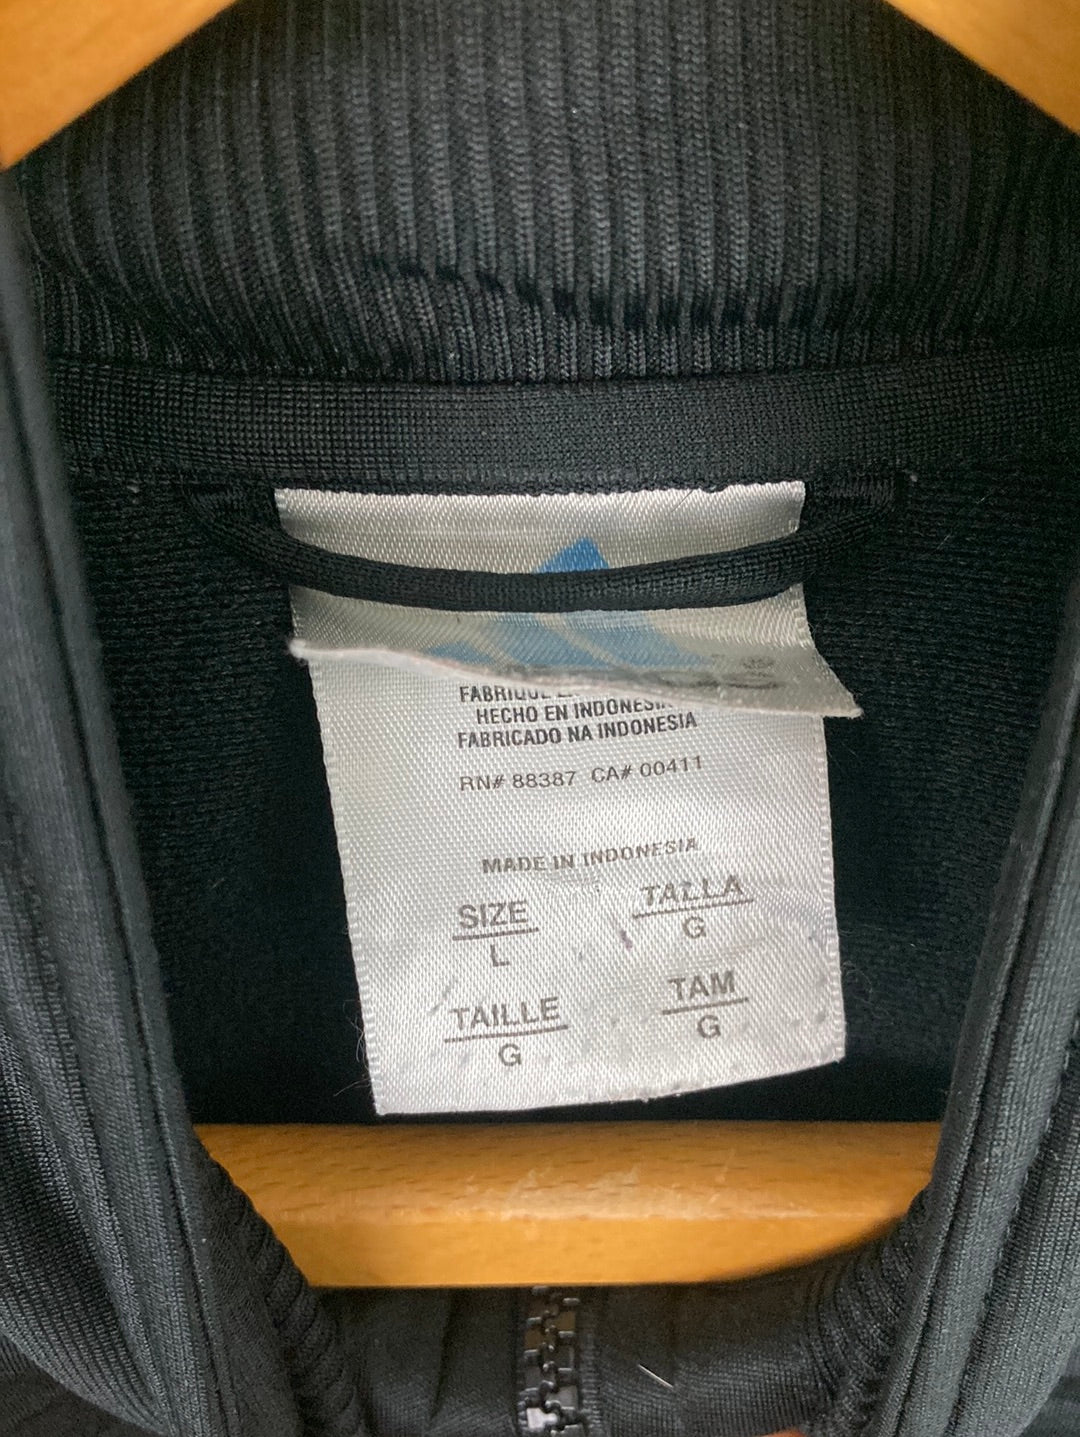 HECHO EN INDONESIA
FABRICADO NA INDONESIA
RN# 88387 CA# 00411
MADE IN INDONESIA
SIZE
L
TALLA
G
TAILLE
G
TAM
G